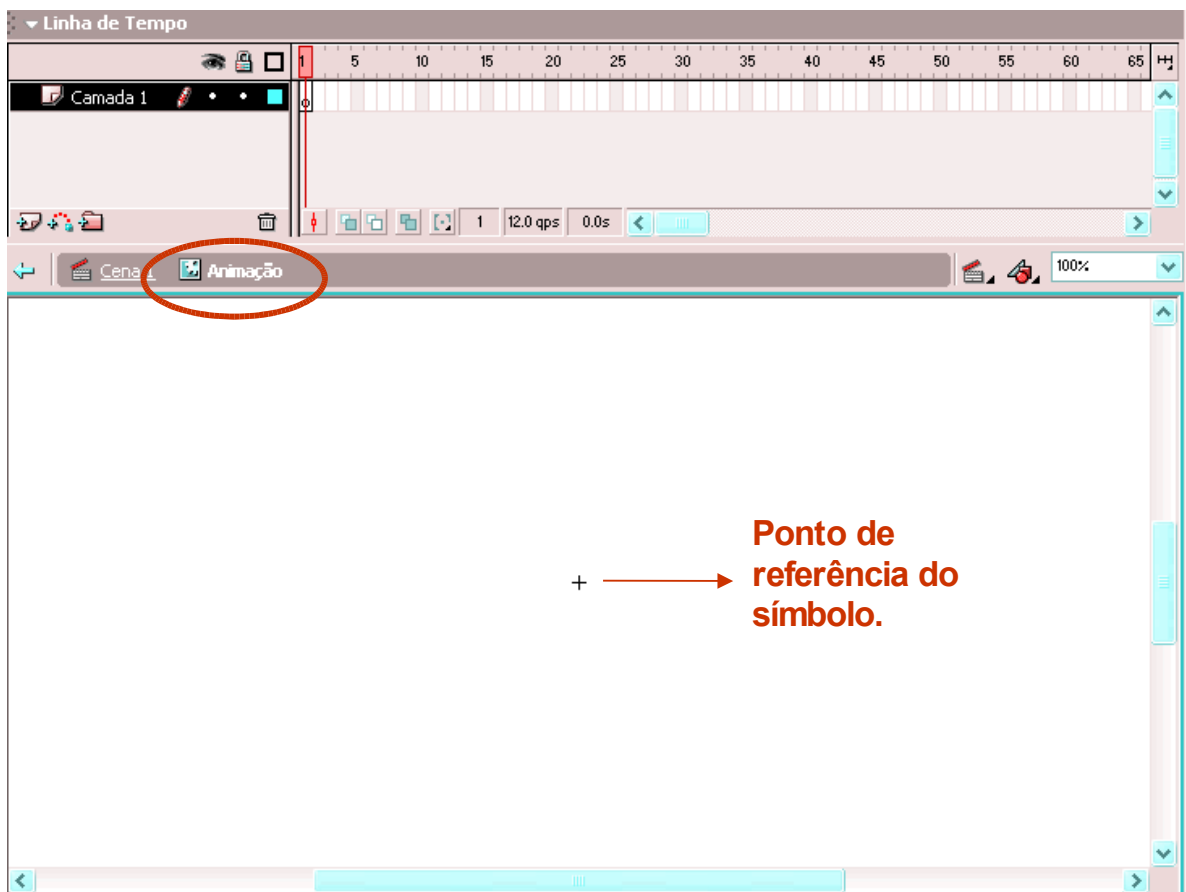 Linha de Tempo
1 5 10 15 20 25 30 35 40 45 50 55 60 65
Camada 1
1 12.0 qps 0.0s
Cena 1 Animação 100%
Ponto de
referência do
símbolo.